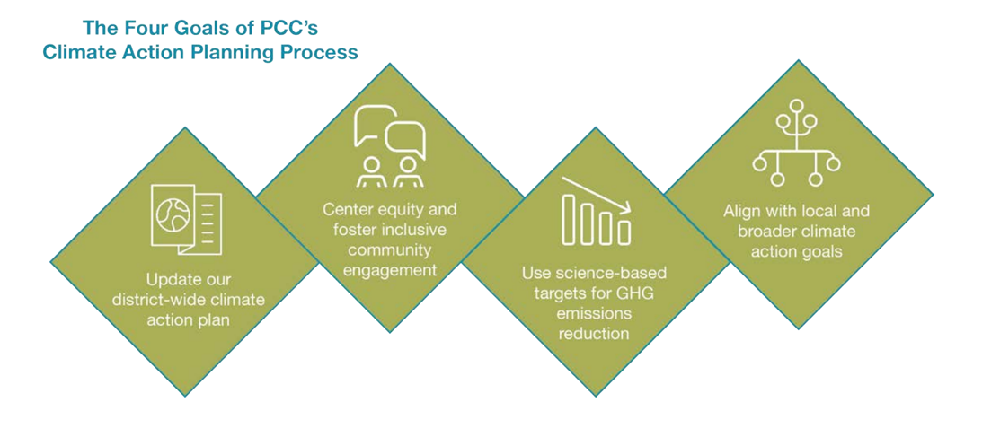 The Four Goals of PCC's
Climate Action Planning Process
Update our
district-wide climate
action plan
Center equity and
foster inclusive
community
engagement
Use science-based
targets for GHG
emissions
reduction
Align with local and
broader climate
action goals